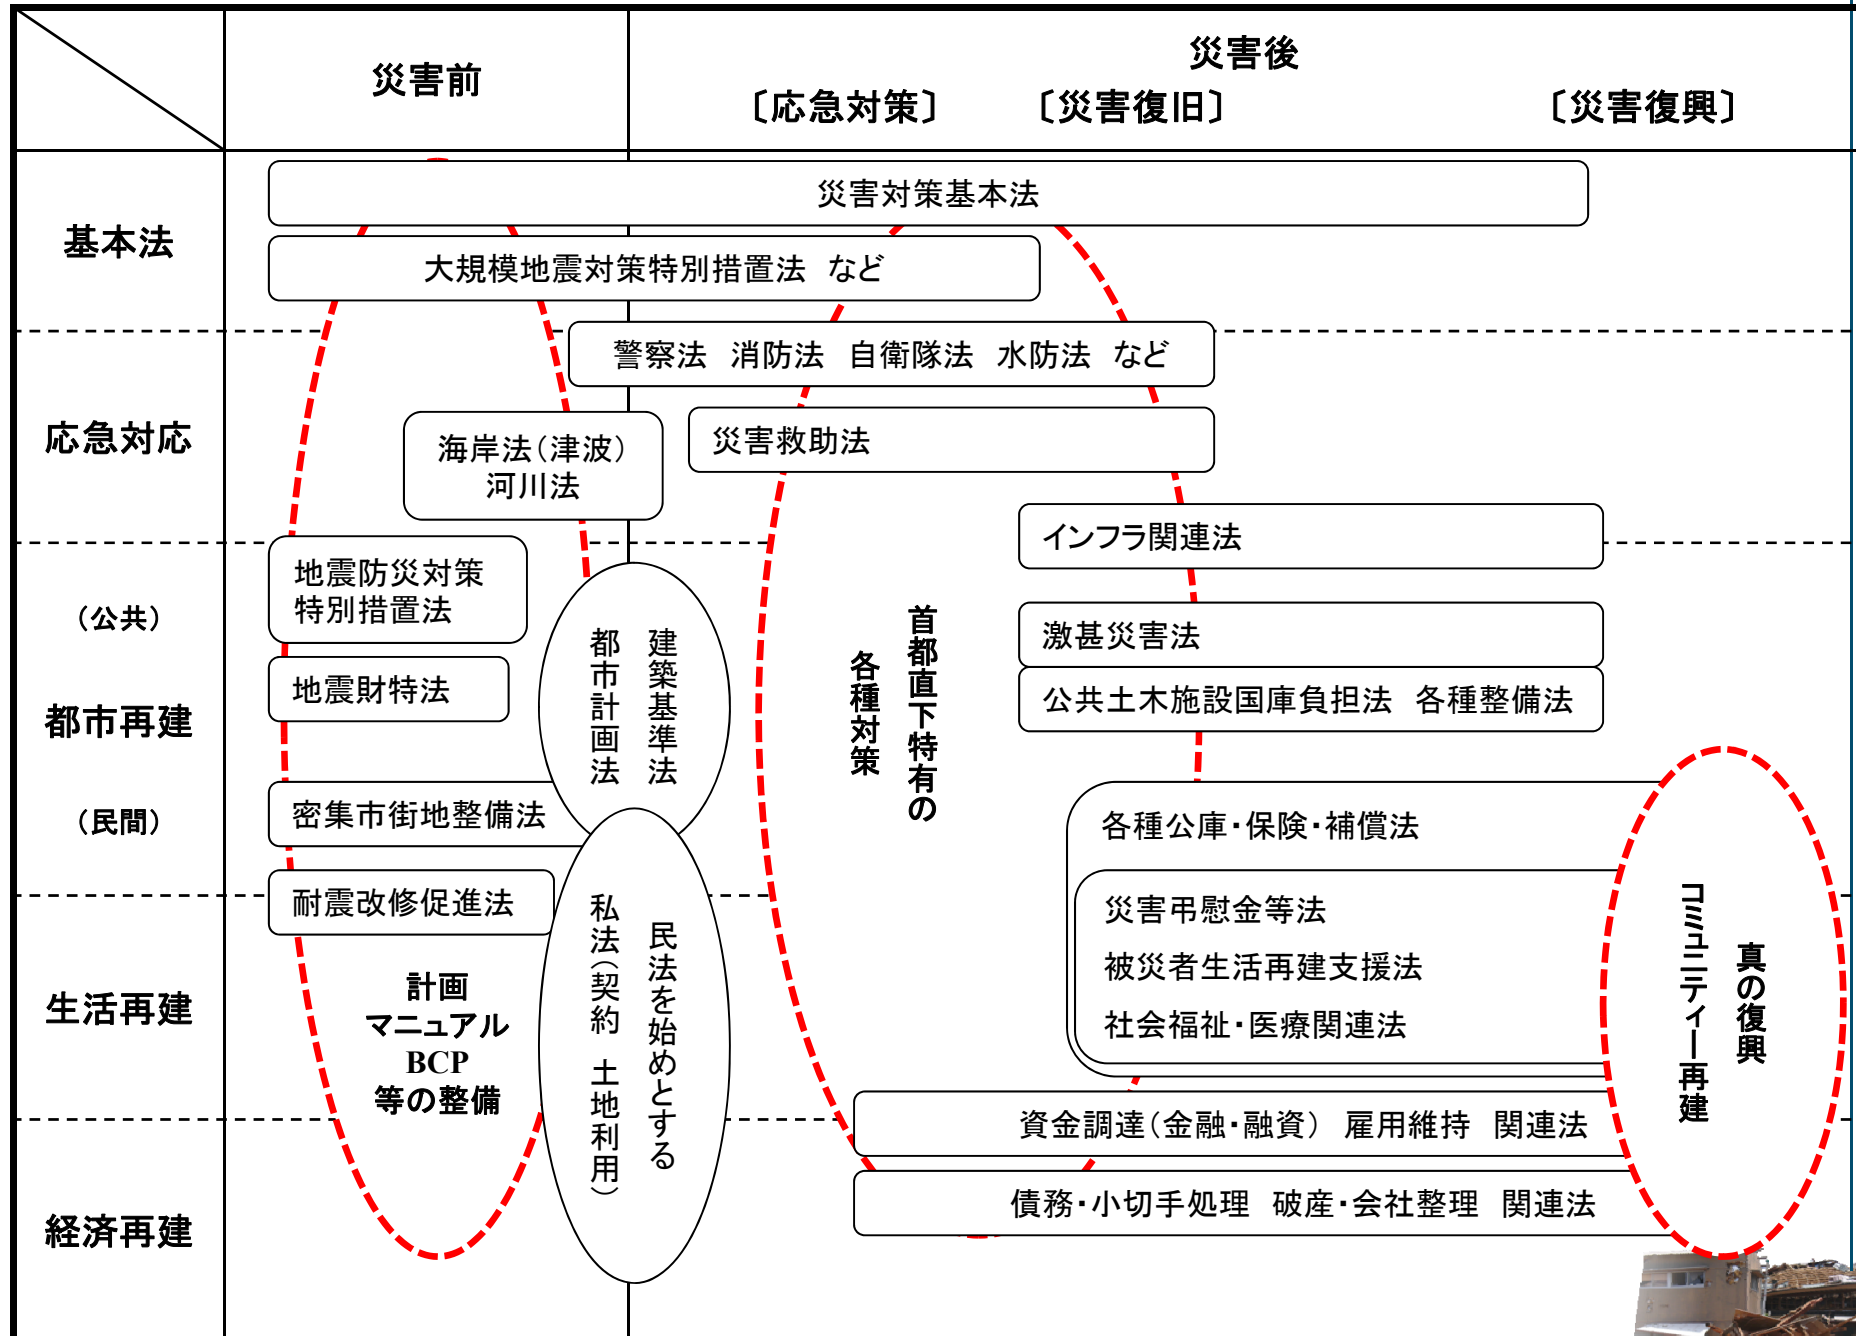 災害前
災害後
〔応急対策〕 〔災害復旧〕 〔災害復興〕
基本法
災害対策基本法
大規模地震対策特別措置法 など
応急対応
警察法 消防法 自衛隊法 水防法 など
海岸法（津波）
河川法
災害救助法
インフラ関連法
（公共）
都市再建
（民間）
地震防災対策
特別措置法
地震財特法
密集市街地整備法
耐震改修促進法
建築基準法
都市計画法
首都直下特有の
各種対策
激甚災害法
公共土木施設国庫負担法 各種整備法
各種公庫・保険・補償法
生活再建
計画
マニュアル
BCP
等の整備
民法を始めとする
私法（契約 土地利用）
災害弔慰金等法
被災者生活再建支援法
社会福祉・医療関連法
真の復興
コミュニティー再建
経済再建
資金調達（金融・融資） 雇用維持 関連法
債務・小切手処理 破産・会社整理 関連法